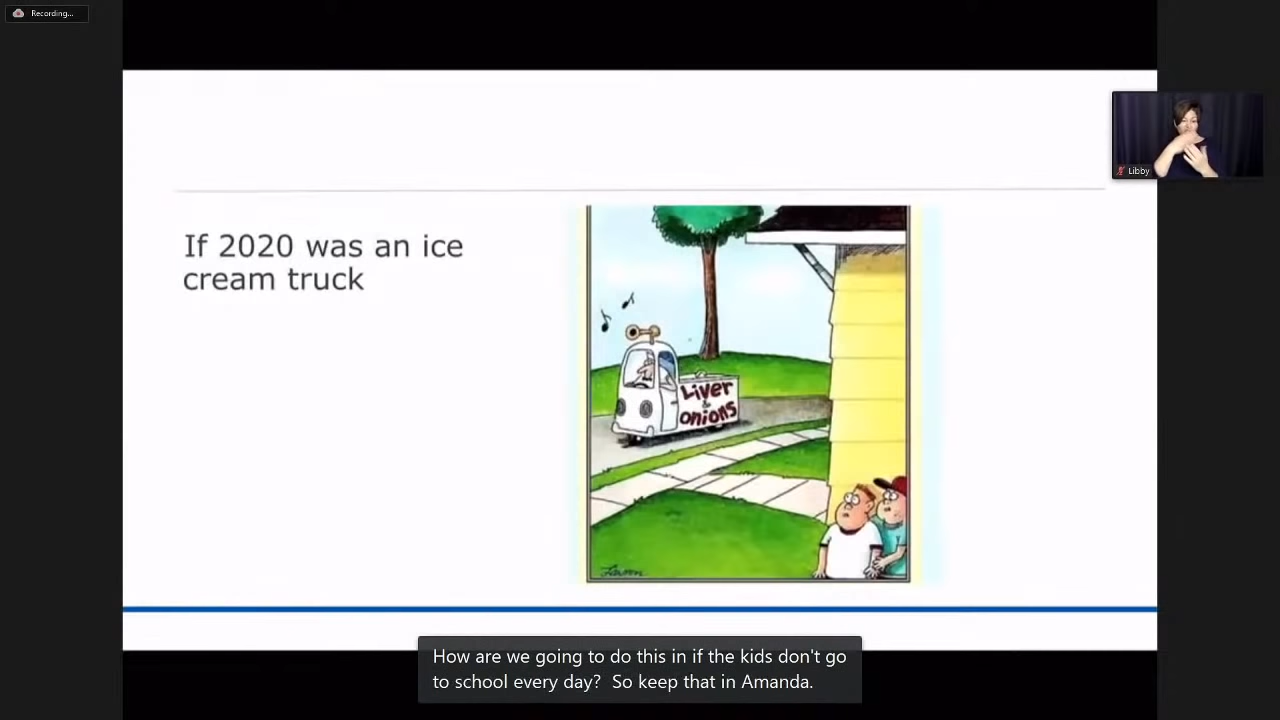 Recording...
If 2020 was an ice
cream truck
Liver
&
onions
Larson
Libby
How are we going to do this in if the kids don't go
to school every day?  So keep that in Amanda.